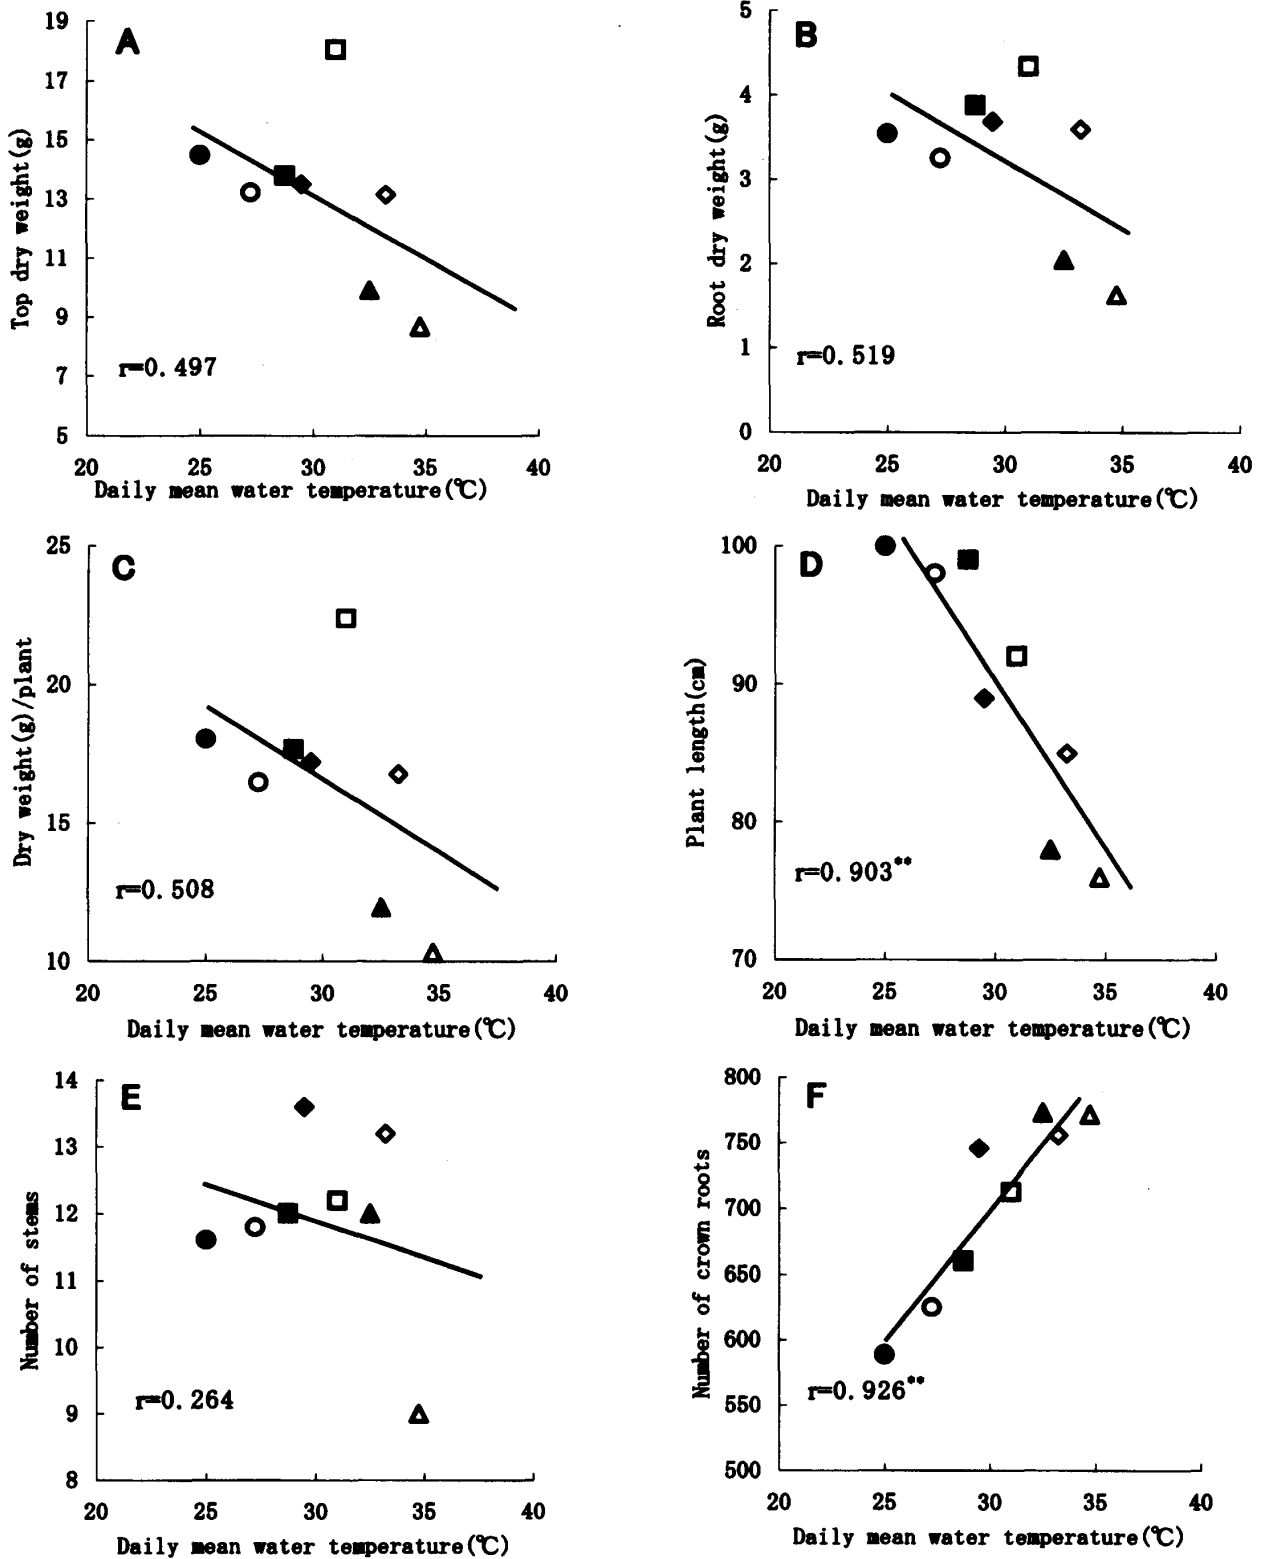 A
Top dry weight(g)
19
17
15
13
11
9
7
5
r=0.497
20 25 30 35 40
Daily mean water temperature(℃)
B
Root dry weight(g)
5
4
3
2
1
0
r=0.519
20 25 30 35 40
Daily mean water temperature(℃)
C
Dry weight(g)/plant
25
20
15
10
r=0.508
20 25 30 35 40
Daily mean water temperature(℃)
D
Plant length(cm)
100
90
80
70
r=0.903**
20 25 30 35 40
Daily mean water temperature(℃)
E
Number of stems
14
13
12
11
10
9
8
r=0.264
20 25 30 35 40
Daily mean water temperature(℃)
F
Number of crown roots
800
750
700
650
600
550
500
r=0.926**
20 25 30 35 40
Daily mean water temperature(℃)